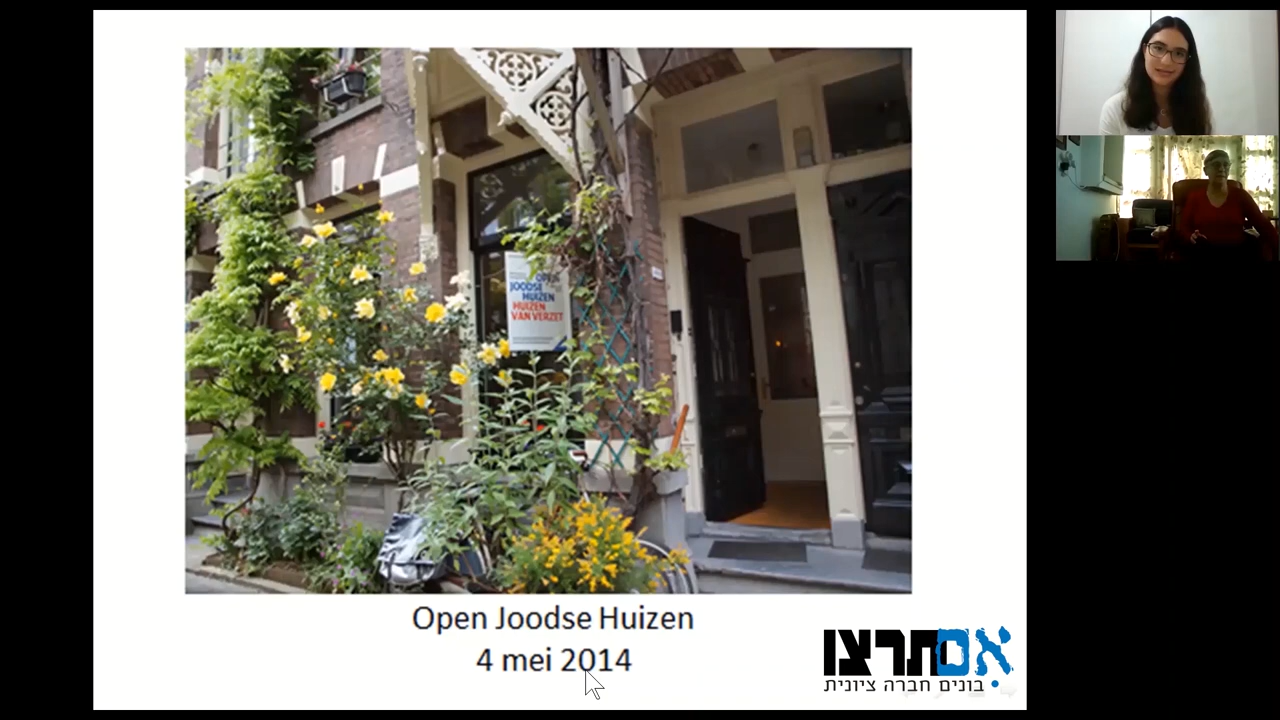 OPEN
JOODSE
HUIZEN
HUIZEN
VAN VERZET
Open Joodse Huizen
4 mei 2014
אם תרצו
בונים חברה ציונית